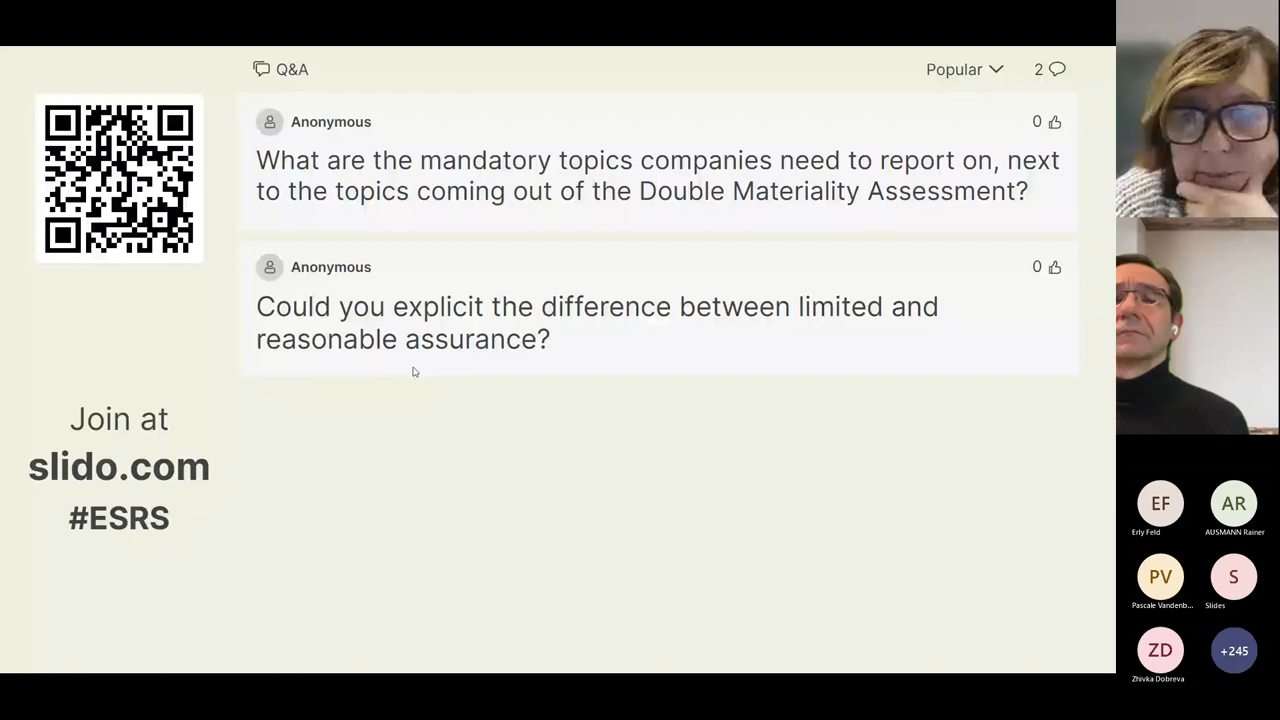 Q&A
Popular
2
Anonymous
0
What are the mandatory topics companies need to report on, next
to the topics coming out of the Double Materiality Assessment?
Anonymous
0
Could you explicit the difference between limited and
reasonable assurance?
Join at
slido.com
#ESRS
EF
AR
Erly Feld
AUSMANN Rainer
PV
S
Pascale Vandenb...
Slides
ZD
+245
Zhivka Dobreva